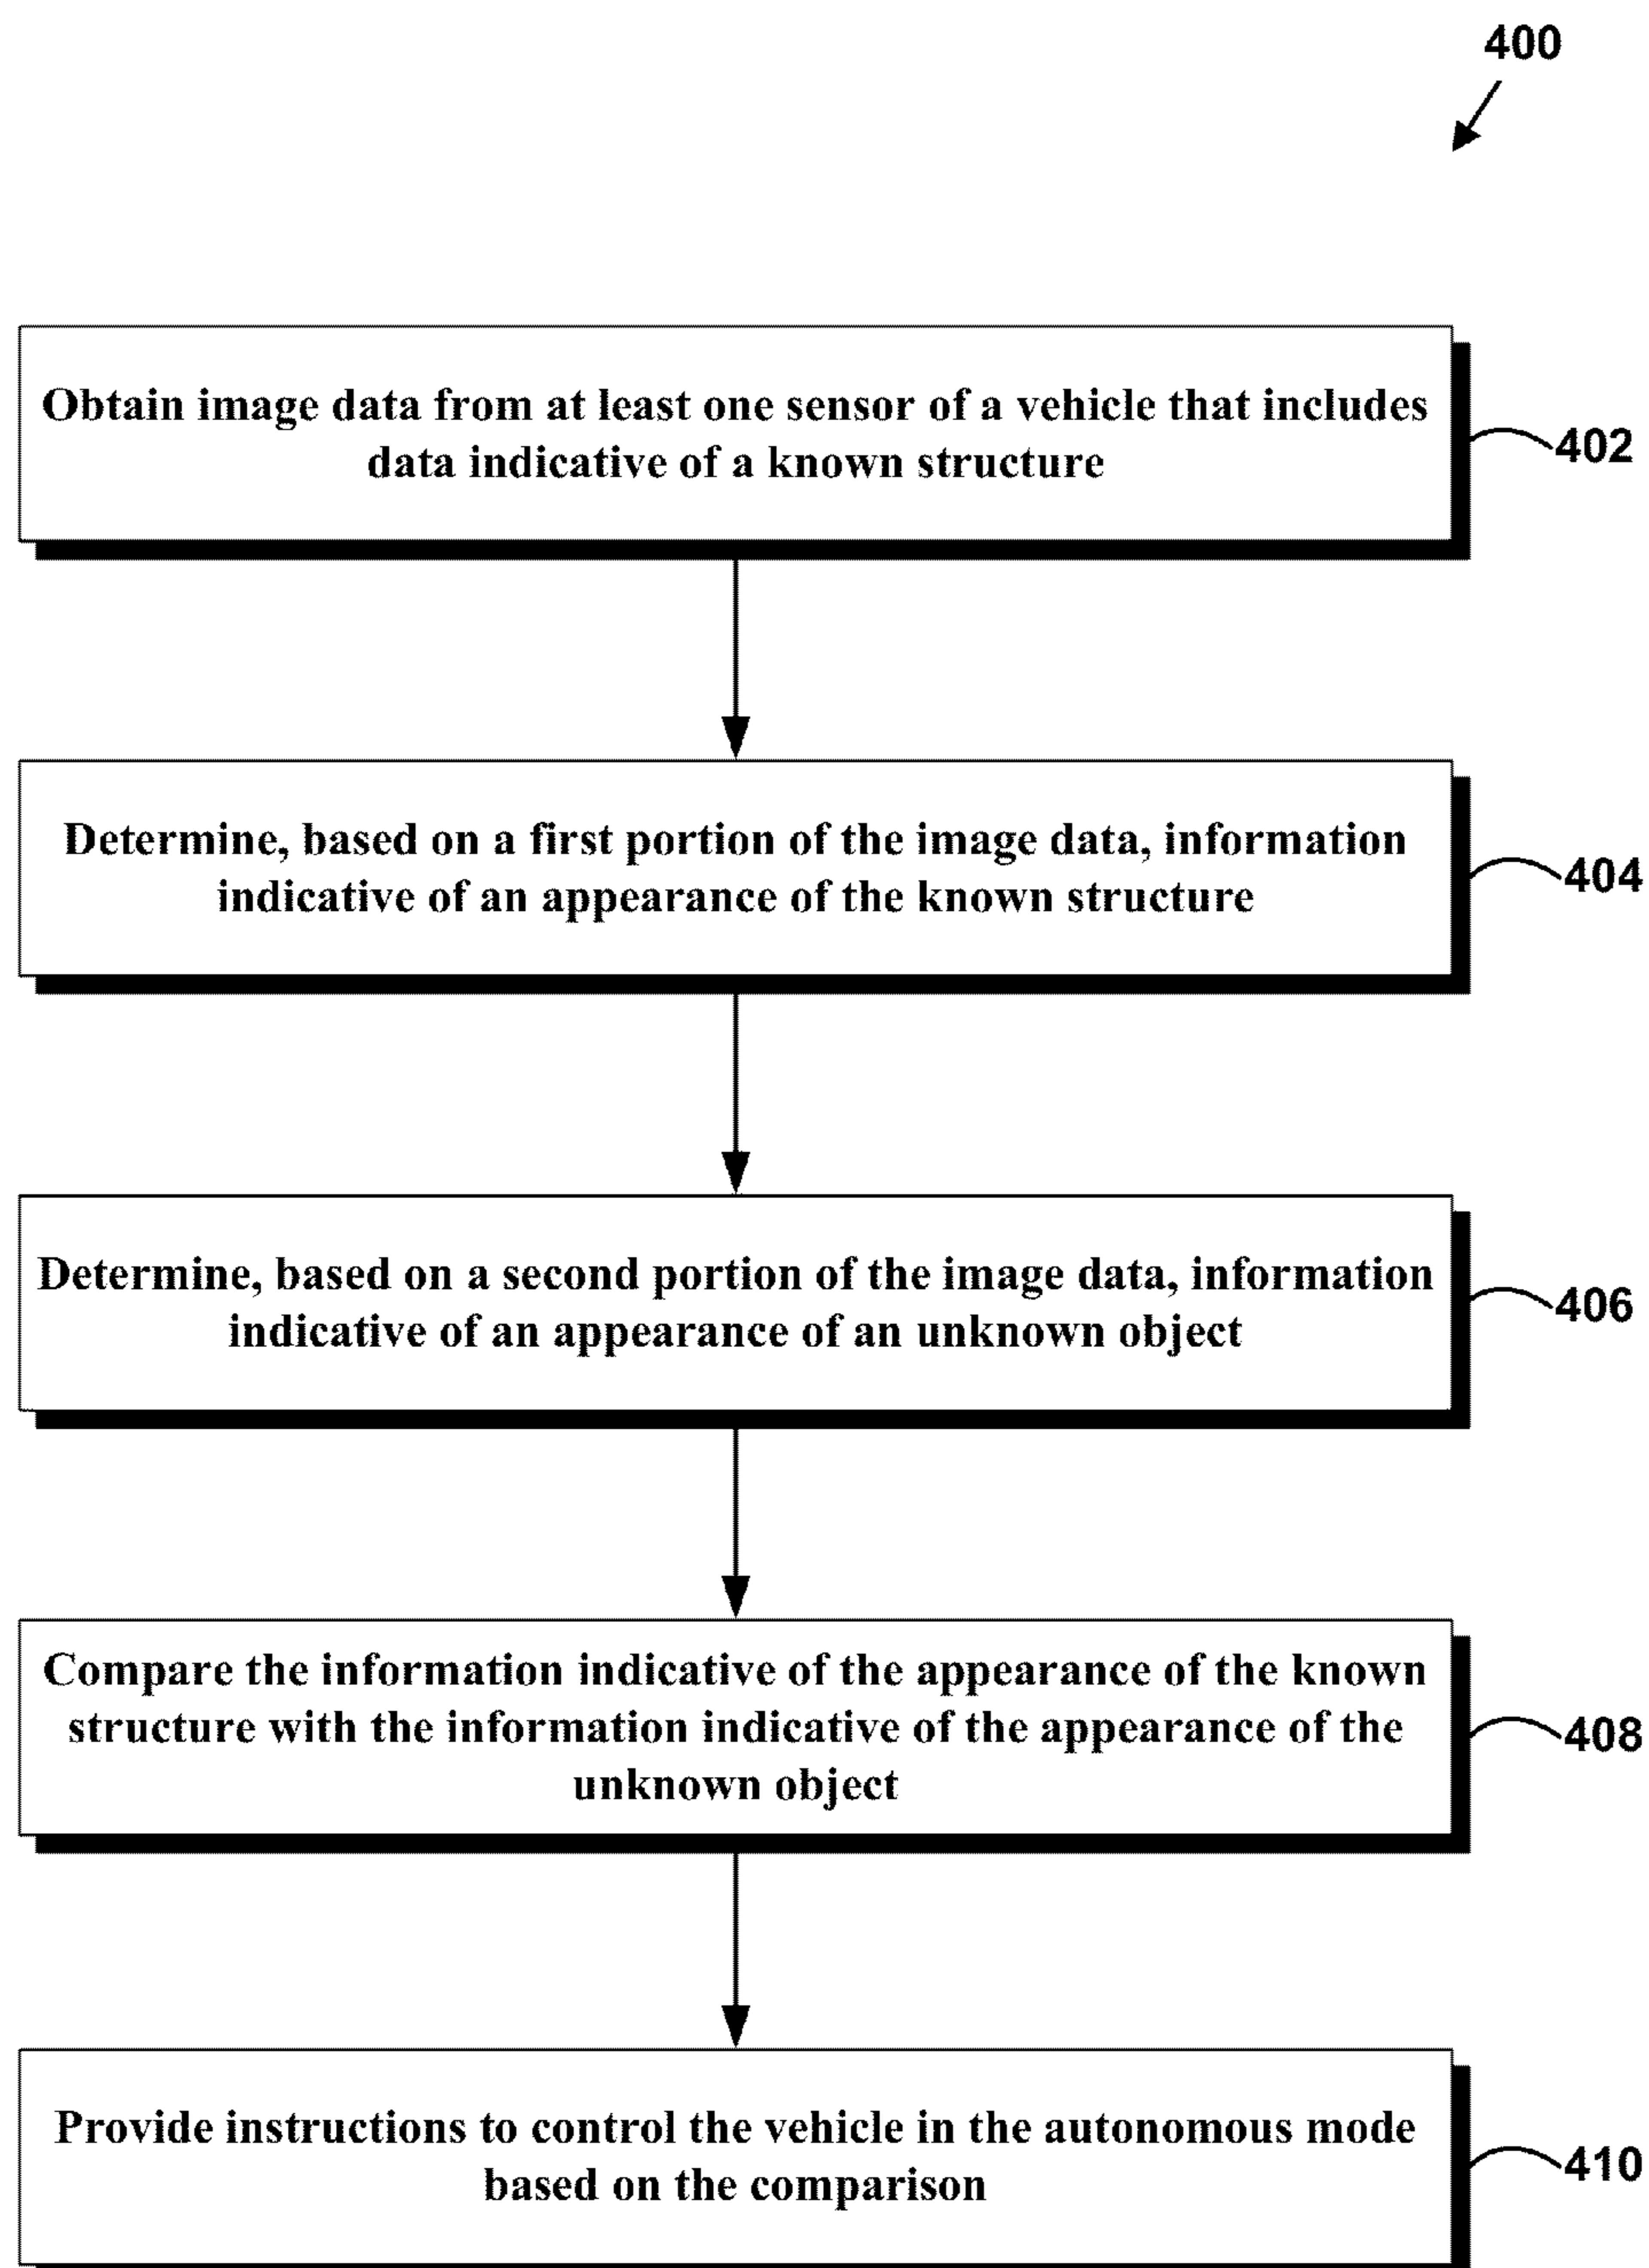 400
Obtain image data from at least one sensor of a vehicle that includes
data indicative of a known structure
402
Determine, based on a first portion of the image data, information
indicative of an appearance of the known structure
404
Determine, based on a second portion of the image data, information
indicative of an appearance of an unknown object
406
Compare the information indicative of the appearance of the known
structure with the information indicative of the appearance of the
unknown object
408
Provide instructions to control the vehicle in the autonomous mode
based on the comparison
410